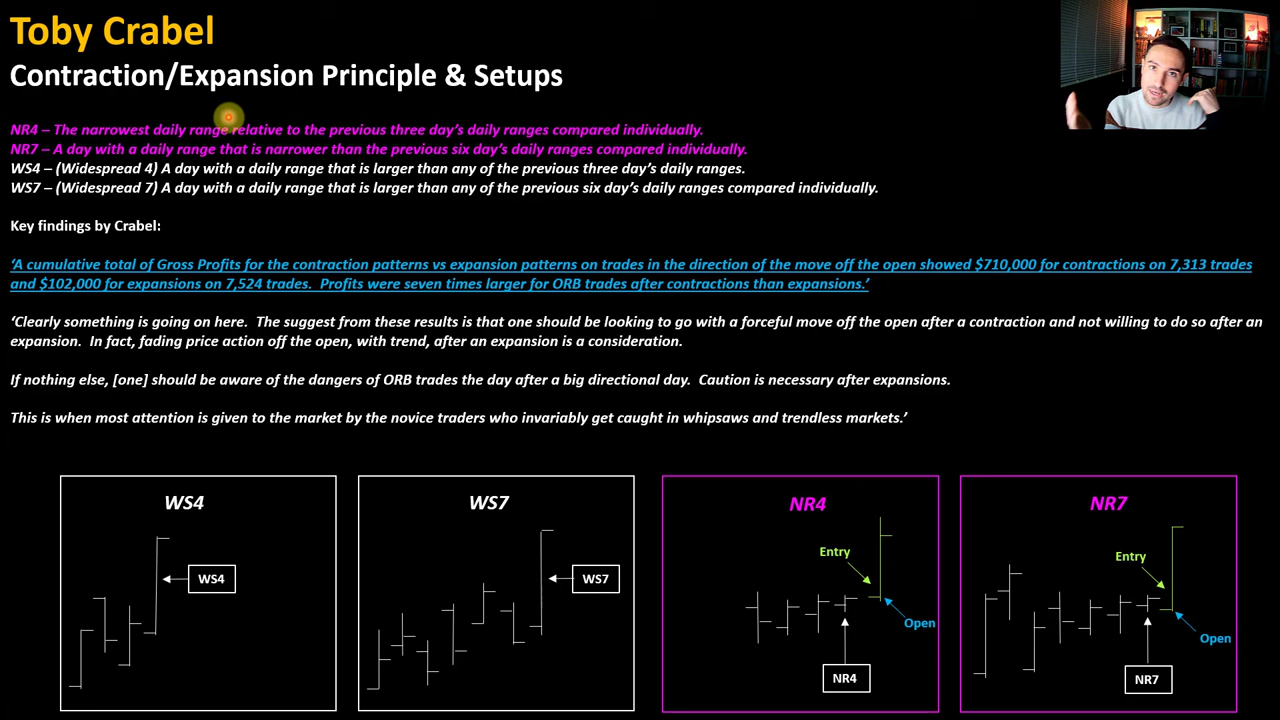 Toby Crabel
Contraction/Expansion Principle & Setups
NR4 – The narrowest daily range relative to the previous three day's daily ranges compared individually.
NR7 – A day with a daily range that is narrower than the previous six day's daily ranges compared individually.
WS4 – (Widespread 4) A day with a daily range that is larger than any of the previous three day's daily ranges.
WS7 – (Widespread 7) A day with a daily range that is larger than any of the previous six day's daily ranges compared individually.
Key findings by Crabel:
'A cumulative total of Gross Profits for the contraction patterns vs expansion patterns on trades in the direction of the move off the open showed $710,000 for contractions on 7,313 trades
and $102,000 for expansions on 7,524 trades.  Profits were seven times larger for ORB trades after contractions than expansions.'
'Clearly something is going on here.  The suggest from these results is that one should be looking to go with a forceful move off the open after a contraction and not willing to do so after an
expansion.  In fact, fading price action off the open, with trend, after an expansion is a consideration.
If nothing else, [one] should be aware of the dangers of ORB trades the day after a big directional day.  Caution is necessary after expansions.
This is when most attention is given to the market by the novice traders who invariably get caught in whipsaws and trendless markets.'
WS4
WS4
WS7
WS7
NR4
Entry
Open
NR4
NR7
Entry
Open
NR7